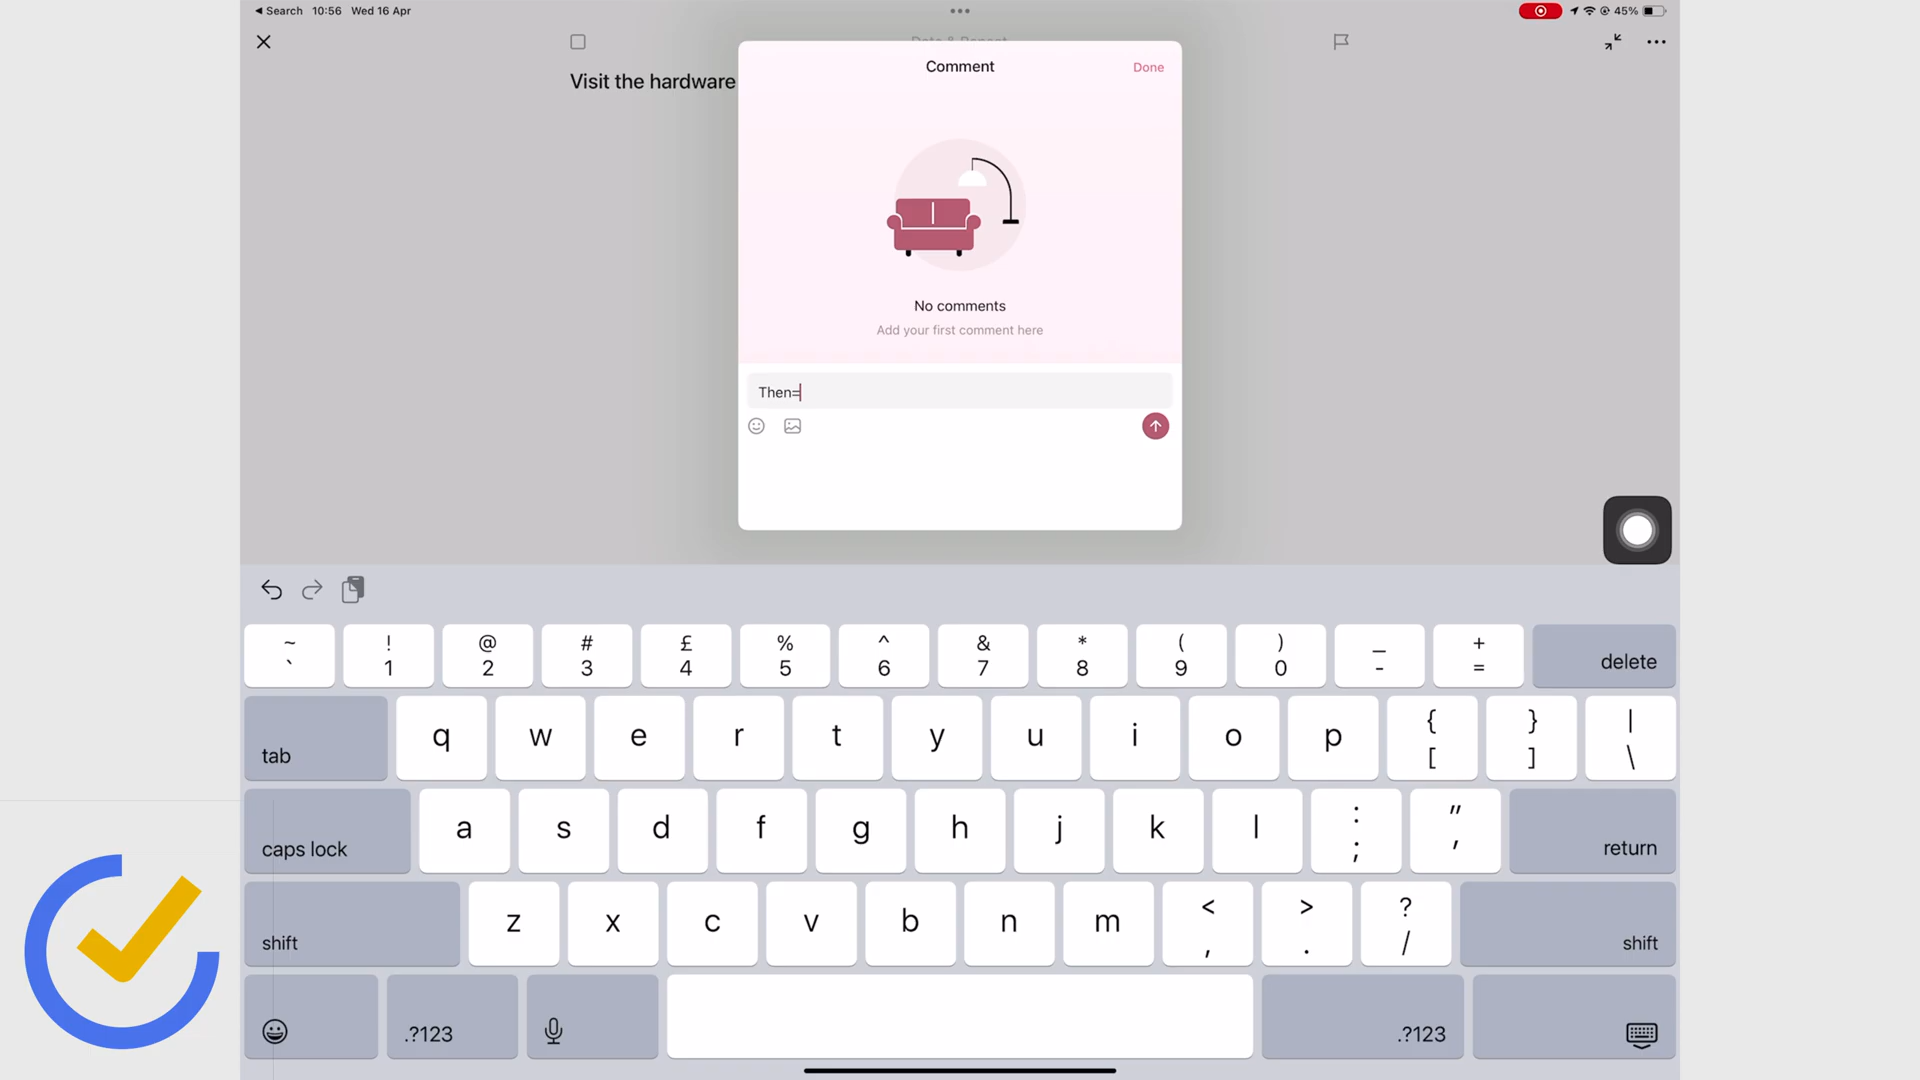 ◀ Search 10:56 Wed 16 Apr
45%
Visit the hardware
Comment
Done
No comments
Add your first comment here
Then=
~ ! @ # £ % ^ & * ( ) _ +
` 1 2 3 4 5 6 7 8 9 0 - = delete
tab q w e r t y u i o p { [ } ] | \
caps lock a s d f g h j k l : ; " ' return
shift z x c v b n m < , > . ? / shift
.?123 .?123